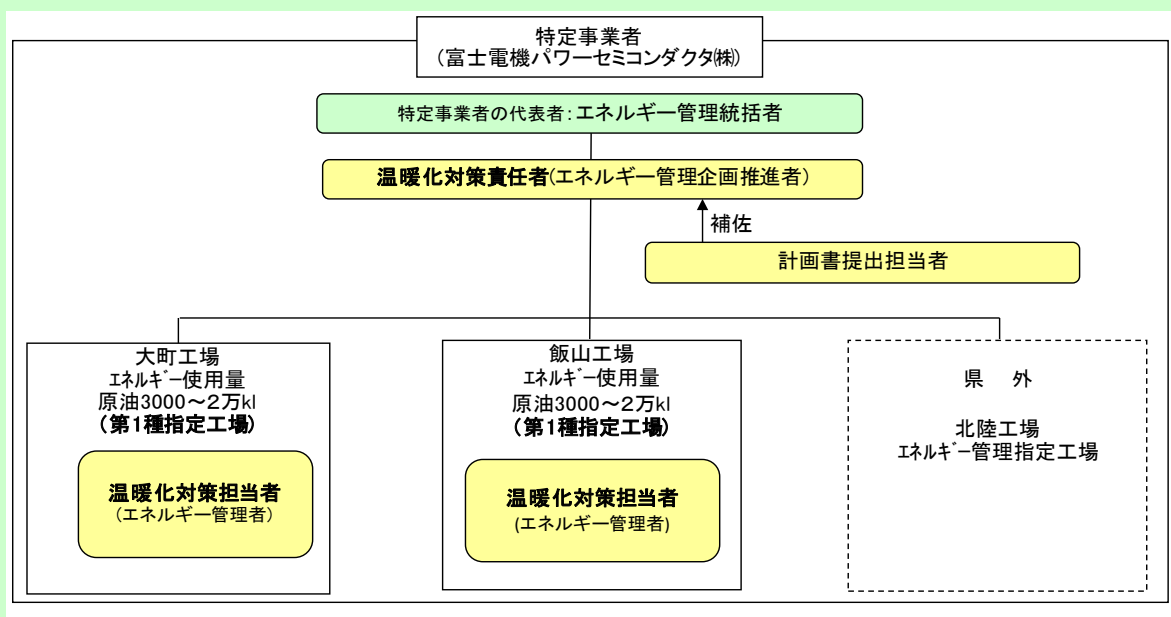 特定事業者
（富士電機パワーセミコンダクタ㈱）
特定事業者の代表者：エネルギー管理統括者
温暖化対策責任者(エネルギー管理企画推進者）
補佐
計画書提出担当者
大町工場
ｴﾈﾙｷﾞｰ使用量
原油3000～２万kl
（第1種指定工場）
温暖化対策担当者
（エネルギー管理者）
飯山工場
ｴﾈﾙｷﾞｰ使用量
原油3000～２万kl
（第1種指定工場）
温暖化対策担当者
(エネルギー管理者)
県　外
北陸工場
ｴﾈﾙｷﾞｰ管理指定工場